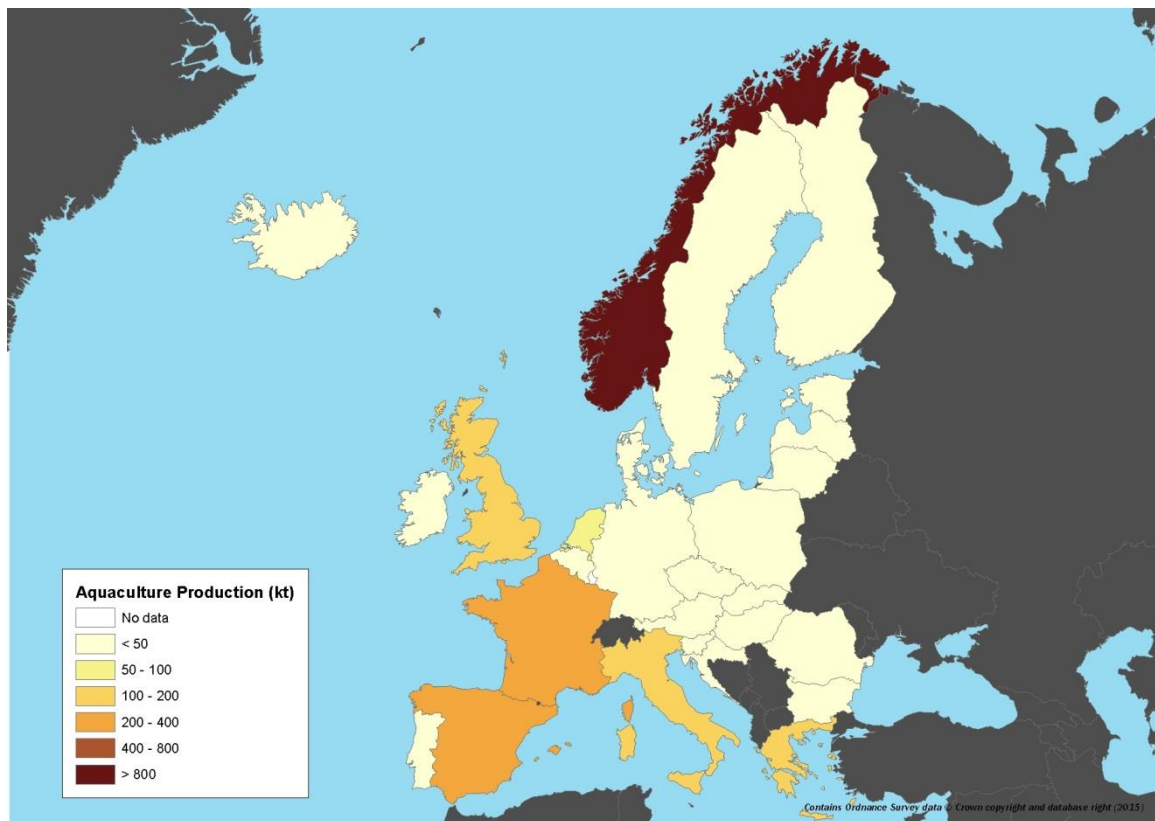 Aquaculture Production (kt)
No data
< 50
50 - 100
100 - 200
200 - 400
400 - 800
> 800
Contains Ordnance Survey data © Crown copyright and database right (2015)